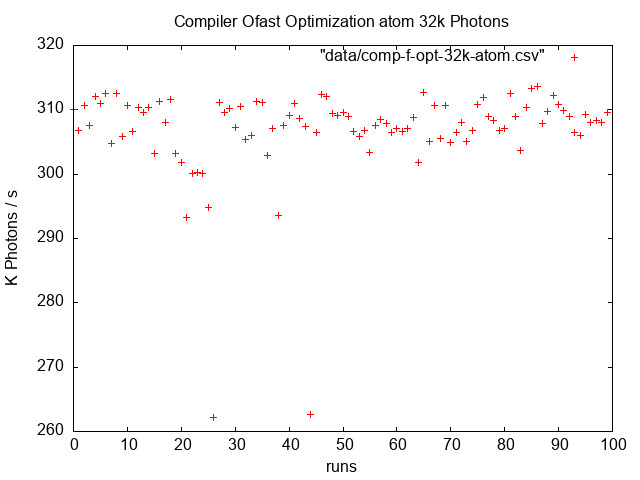 Compiler Ofast Optimization atom 32k Photons
320
"data/comp-f-opt-32k-atom.csv"
310
300
290
280
270
260
K Photons / s
0 10 20 30 40 50 60 70 80 90 100
runs